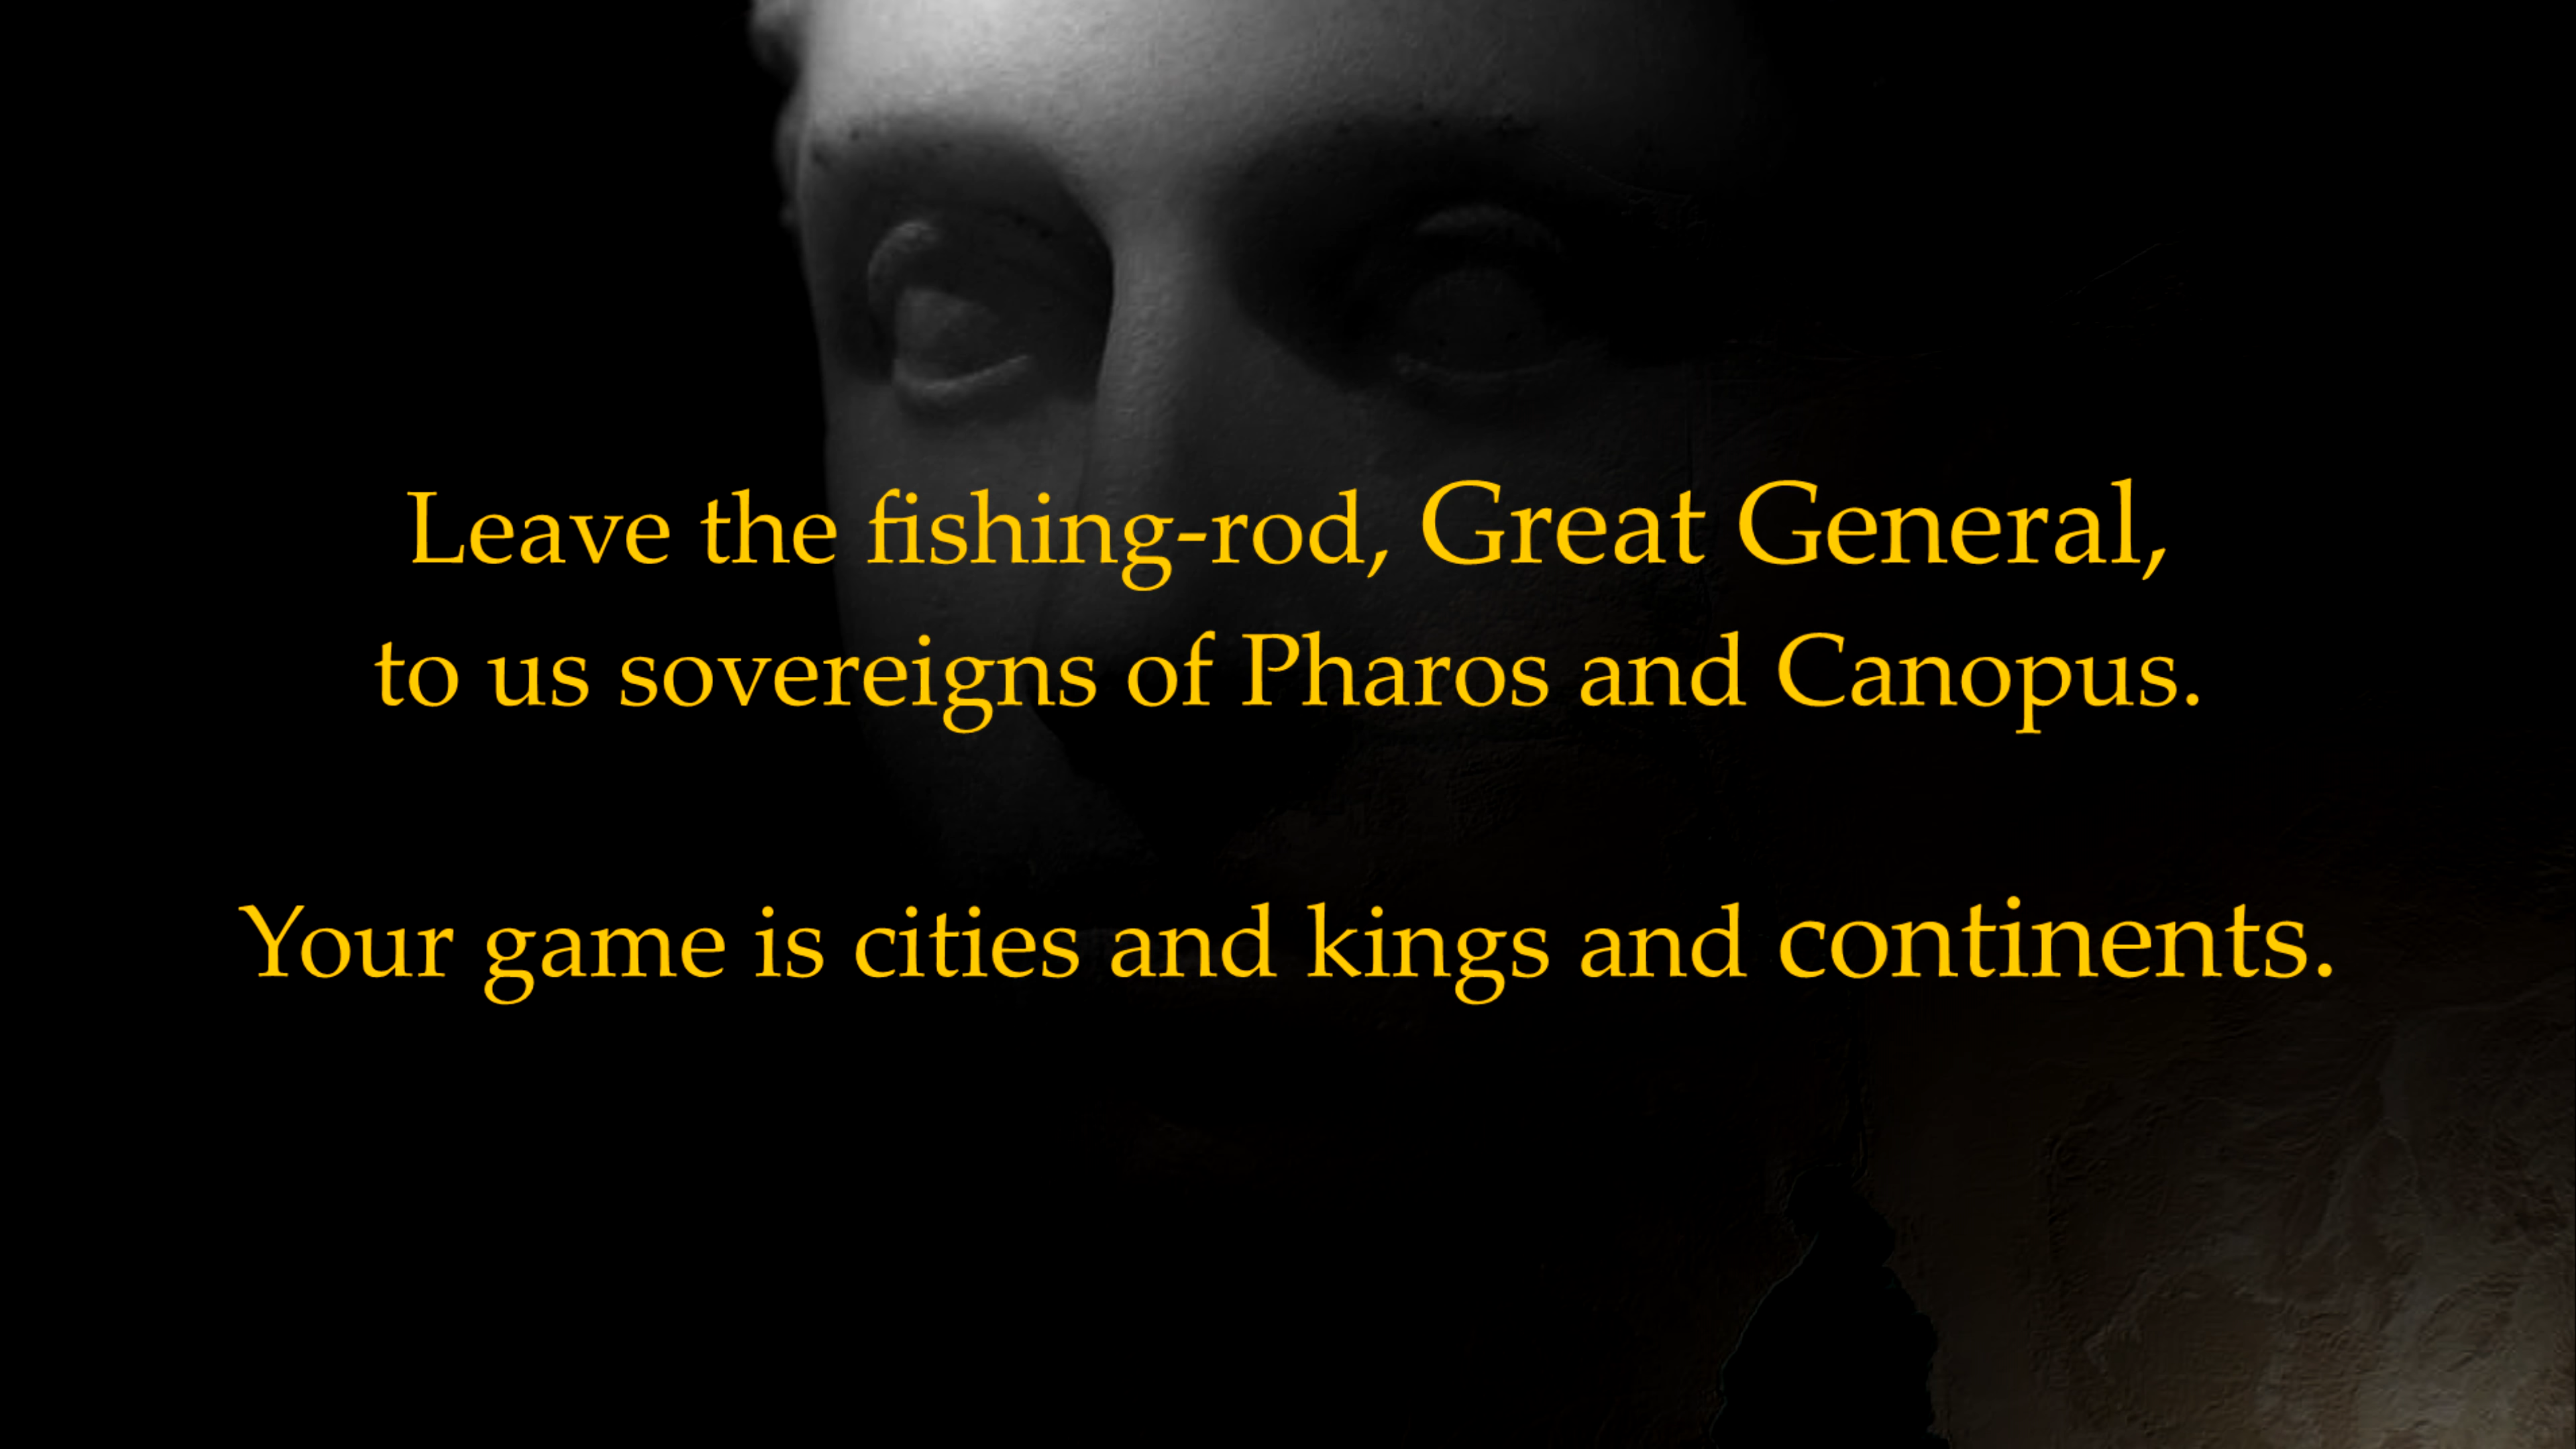 Leave the fishing-rod, Great General,
to us sovereigns of Pharos and Canopus.
Your game is cities and kings and continents.